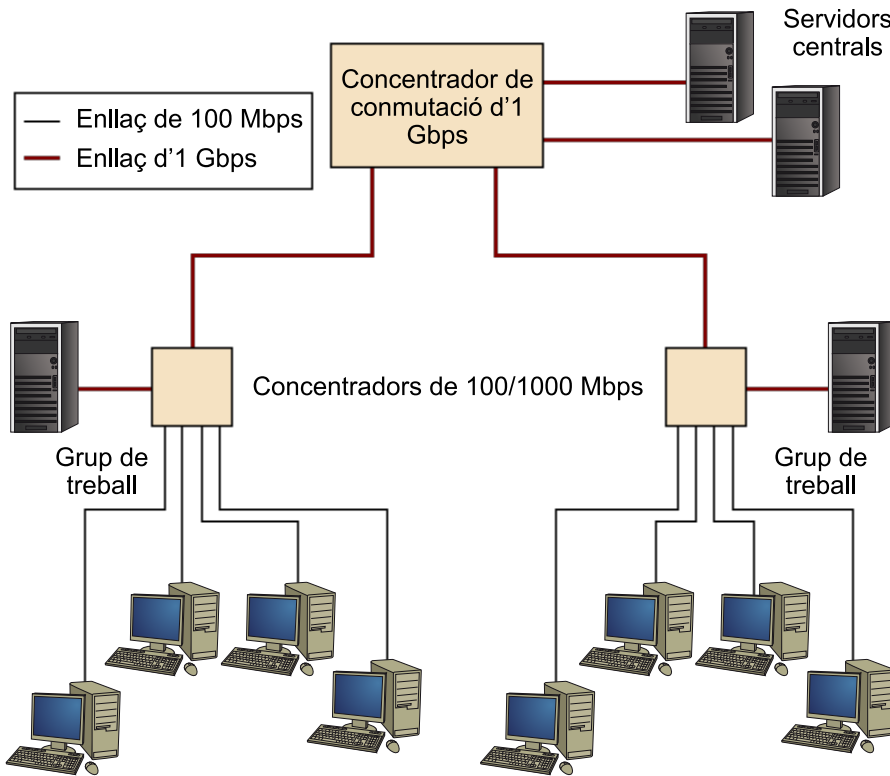 Servidors
centrals
Concentrador de
conmutació d'1
Gbps
Enllaç de 100 Mbps
Enllaç d'1 Gbps
Concentradors de 100/1000 Mbps
Grup de
treball
Grup de
treball